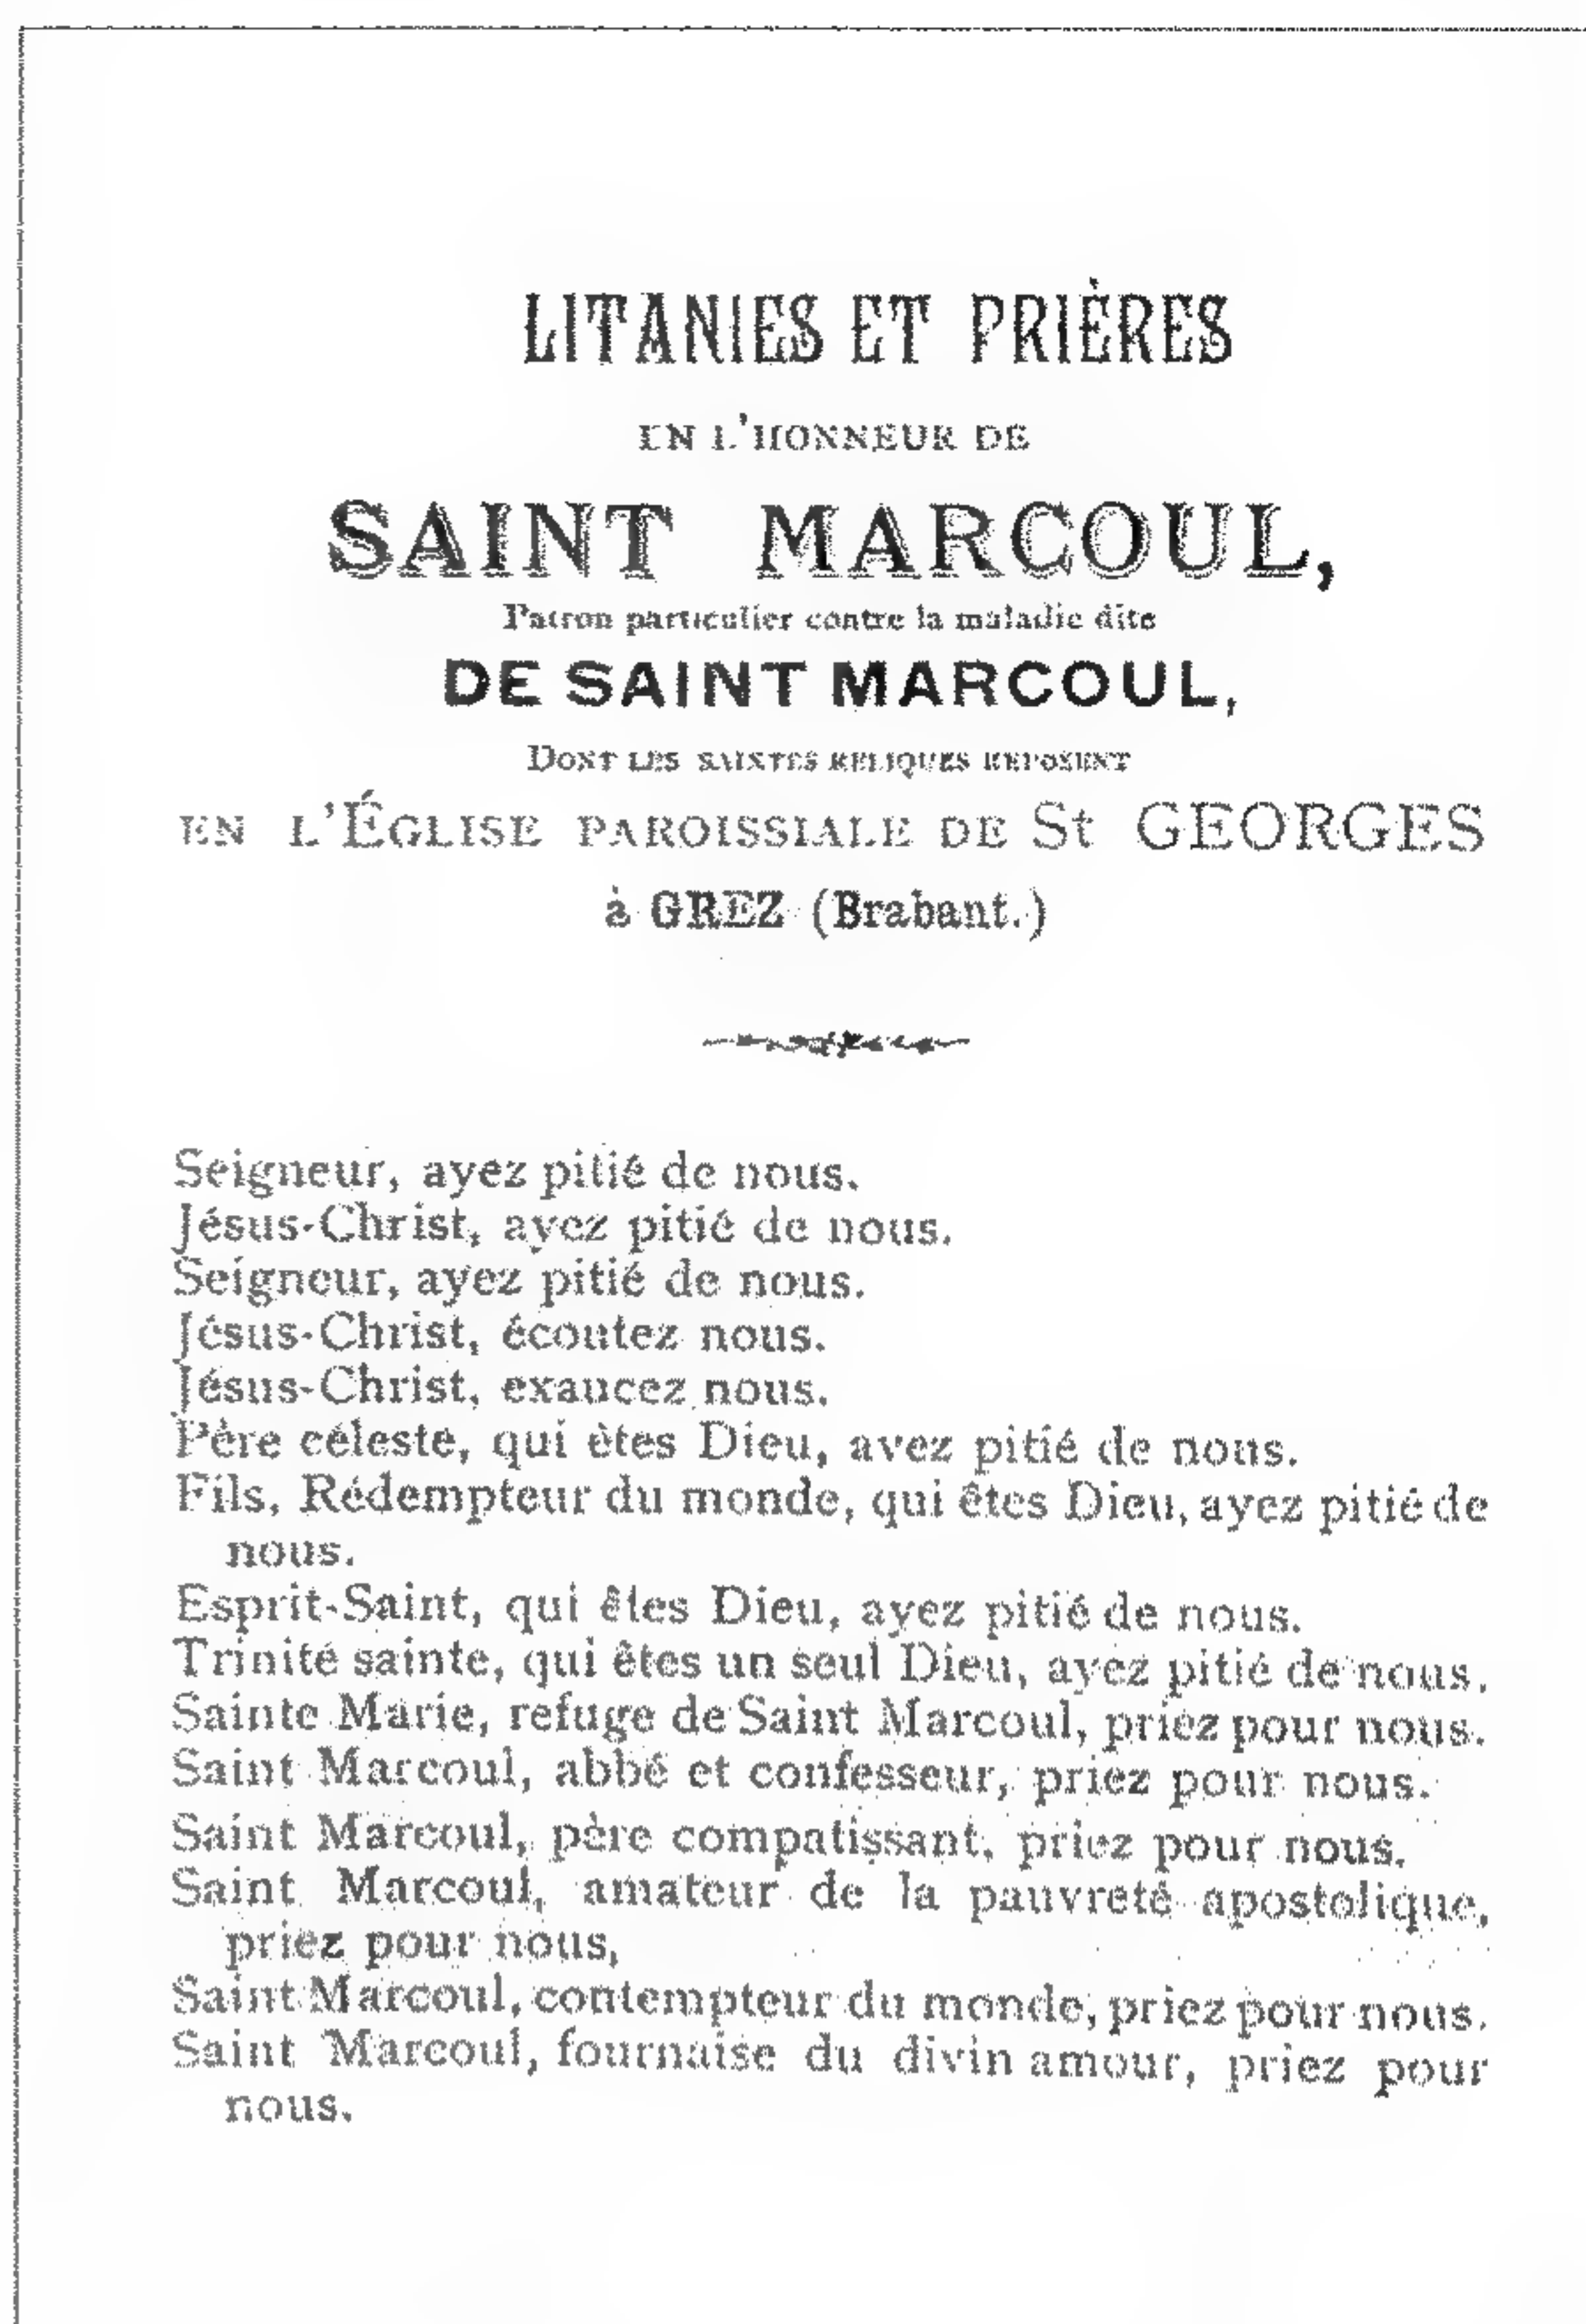 LITANIES ET PRIÈRES
EN L'HONNEUR DE
SAINT MARCOUL,
Patron particulier contre la maladie dite
DE SAINT MARCOUL,
DONT LES SAINTES RELIQUES REPOSENT
EN L'ÉGLISE PAROISSIALE DE St GEORGES
à GREZ (Brabant.)
Seigneur, ayez pitié de nous.
Jésus-Christ, ayez pitié de nous.
Seigneur, ayez pitié de nous.
Jésus-Christ, écoutez nous.
Jésus-Christ, exaucez nous.
Père céleste, qui êtes Dieu, ayez pitié de nous.
Fils, Rédempteur du monde, qui êtes Dieu, ayez pitié de
nous.
Esprit-Saint, qui êtes Dieu, ayez pitié de nous.
Trinité sainte, qui êtes un seul Dieu, ayez pitié de nous.
Sainte Marie, refuge de Saint Marcoul, priez pour nous.
Saint Marcoul, abbé et confesseur, priez pour nous.
Saint Marcoul, père compatissant, priez pour nous.
Saint Marcoul, amateur de la pauvreté apostolique,
priez pour nous,
Saint Marcoul, contempteur du monde, priez pour nous.
Saint Marcoul, fournaise du divin amour, priez pour
nous.